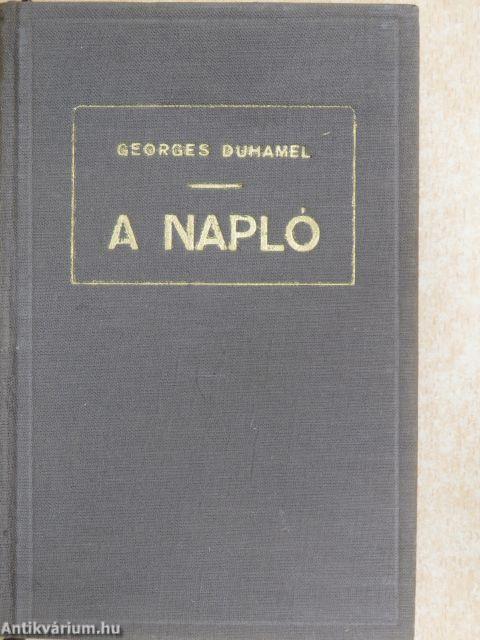 GEORGES DUHAMEL
A NAPLÓ
Antikvárium.hu